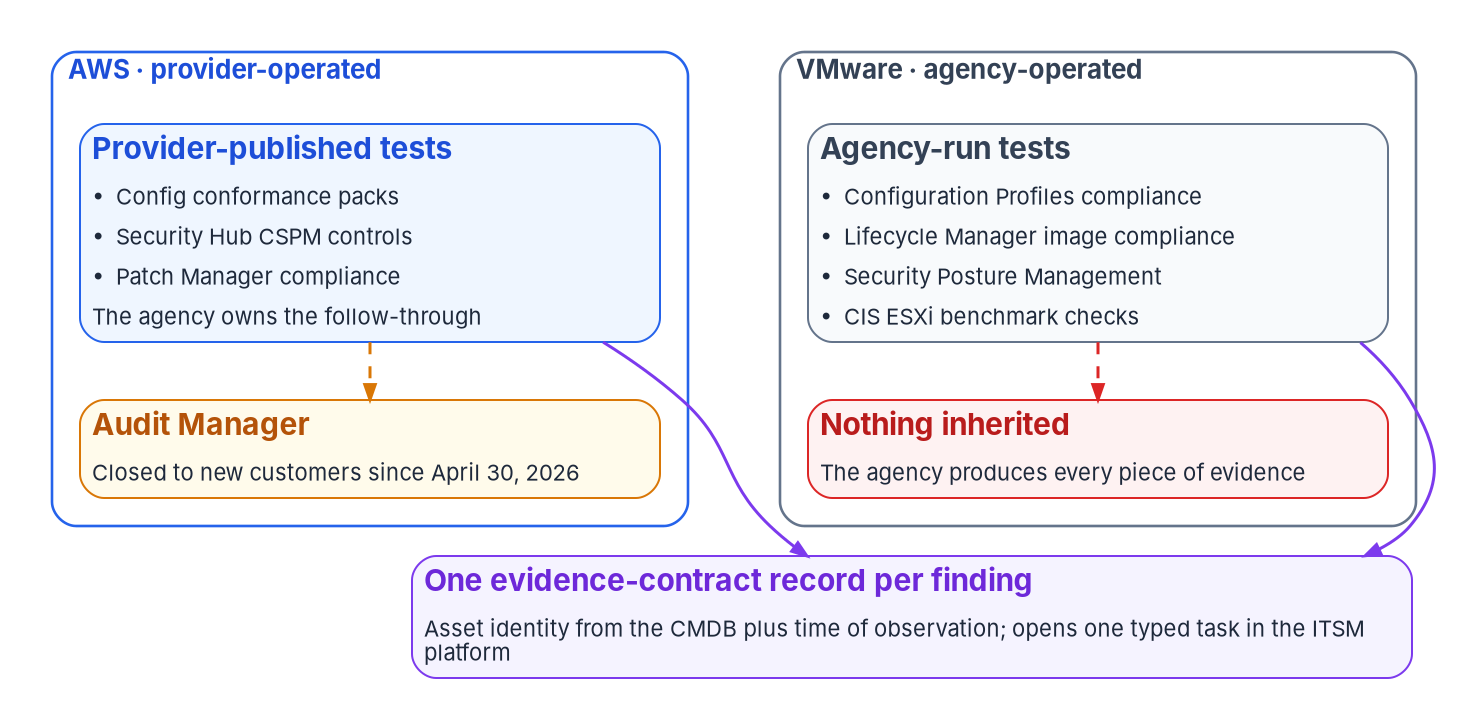 AWS · provider-operated
Provider-published tests
• Config conformance packs
• Security Hub CSPM controls
• Patch Manager compliance
The agency owns the follow-through
Audit Manager
Closed to new customers since April 30, 2026
VMware · agency-operated
Agency-run tests
• Configuration Profiles compliance
• Lifecycle Manager image compliance
• Security Posture Management
• CIS ESXi benchmark checks
Nothing inherited
The agency produces every piece of evidence
One evidence-contract record per finding
Asset identity from the CMDB plus time of observation; opens one typed task in the ITSM
platform